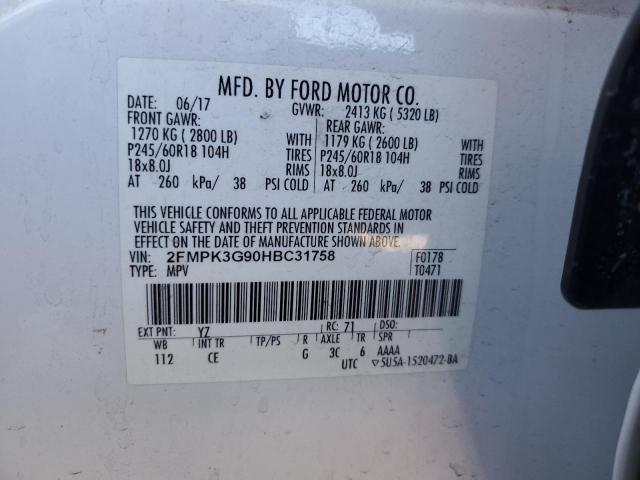 MFD. BY FORD MOTOR CO.
DATE: 06/17 GVWR: 2413 KG ( 5320 LB)
FRONT GAWR: REAR GAWR:
1270 KG ( 2800 LB) WITH 1179 KG ( 2600 LB) WITH
P245/60R18 104H TIRES P245/60R18 104H TIRES
18x8.0J RIMS 18x8.0J RIMS
AT 260 kPa/ 38 PSI COLD AT 260 kPa/ 38 PSI COLD
THIS VEHICLE CONFORMS TO ALL APPLICABLE FEDERAL MOTOR
VEHICLE SAFETY AND THEFT PREVENTION STANDARDS IN
EFFECT ON THE DATE OF MANUFACTURE SHOWN ABOVE.
VIN: 2FMPK3G90HBC31758 F0178
TYPE: MPV T0471
EXT PNT: YZ RC: 71 DSO:
WB INT TR TP/PS R AXLE TR SPR
112 CE G 3C 6 AAAA
UTC ▽5U5A-1520472-BA